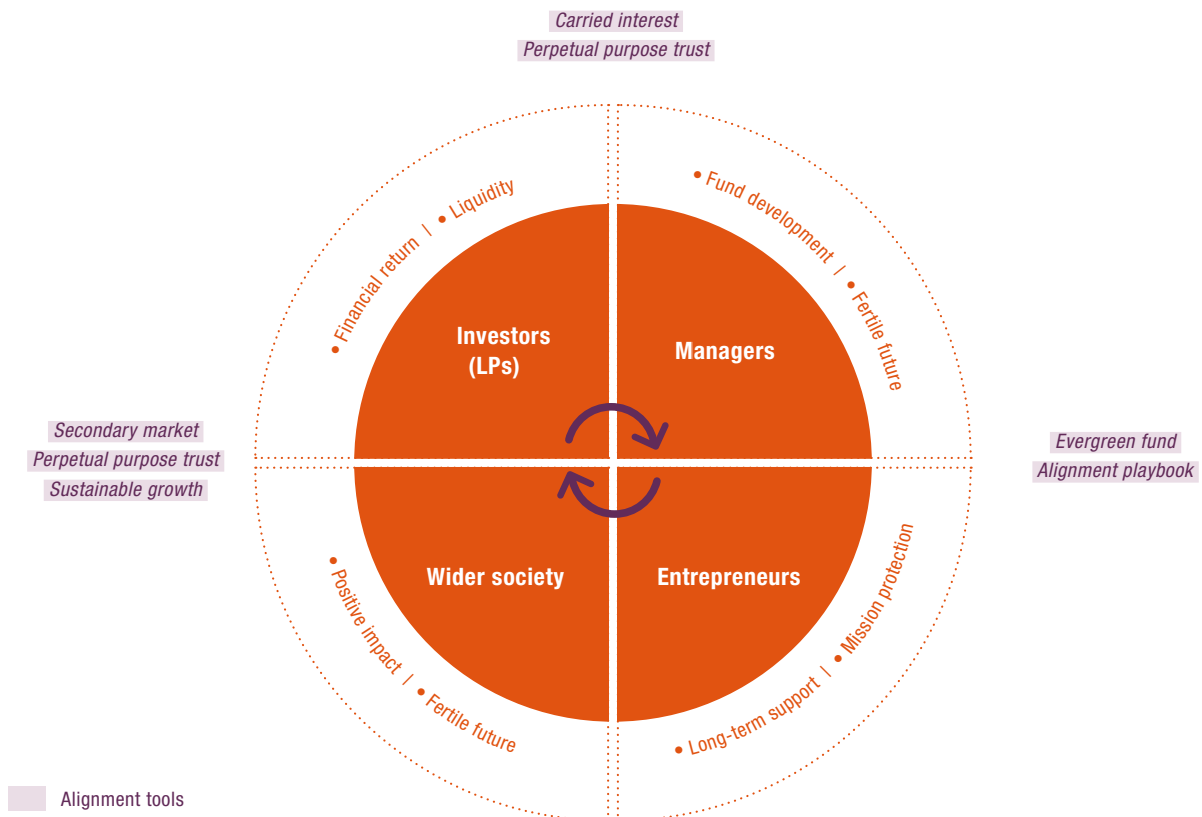 Carried interest
Perpetual purpose trust
• Financial return | • Liquidity
• Fund development | • Fertile future
Investors
(LPs)
Managers
Secondary market
Perpetual purpose trust
Sustainable growth
Evergreen fund
Alignment playbook
Wider society
Entrepreneurs
• Positive impact | • Fertile future
• Long-term support | • Mission protection
Alignment tools